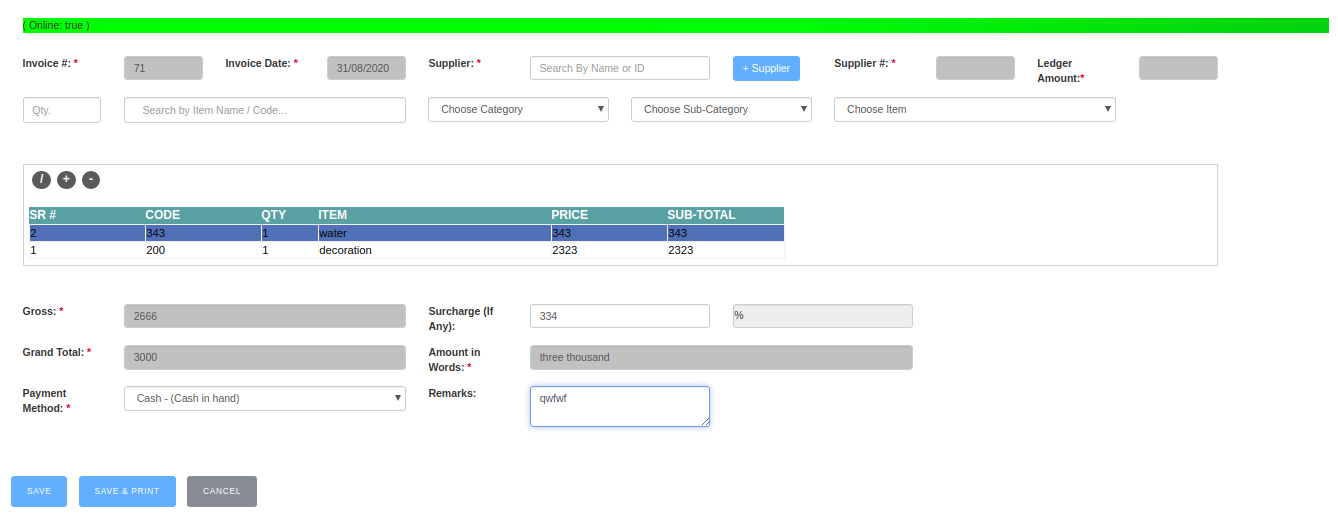 ( Online: true )
Invoice #: * 71 Invoice Date: * 31/08/2020 Supplier: * Search By Name or ID + Supplier Supplier #: * Ledger Amount:*
Qty. Search by Item Name / Code... Choose Category Choose Sub-Category Choose Item
/ + -
SR # CODE QTY ITEM PRICE SUB-TOTAL
2 343 1 water 343 343
1 200 1 decoration 2323 2323
Gross: * 2666 Surcharge (If Any): 334 %
Grand Total: * 3000 Amount in Words: * three thousand
Payment Method: * Cash - (Cash in hand) Remarks: qwfwf
SAVE SAVE & PRINT CANCEL